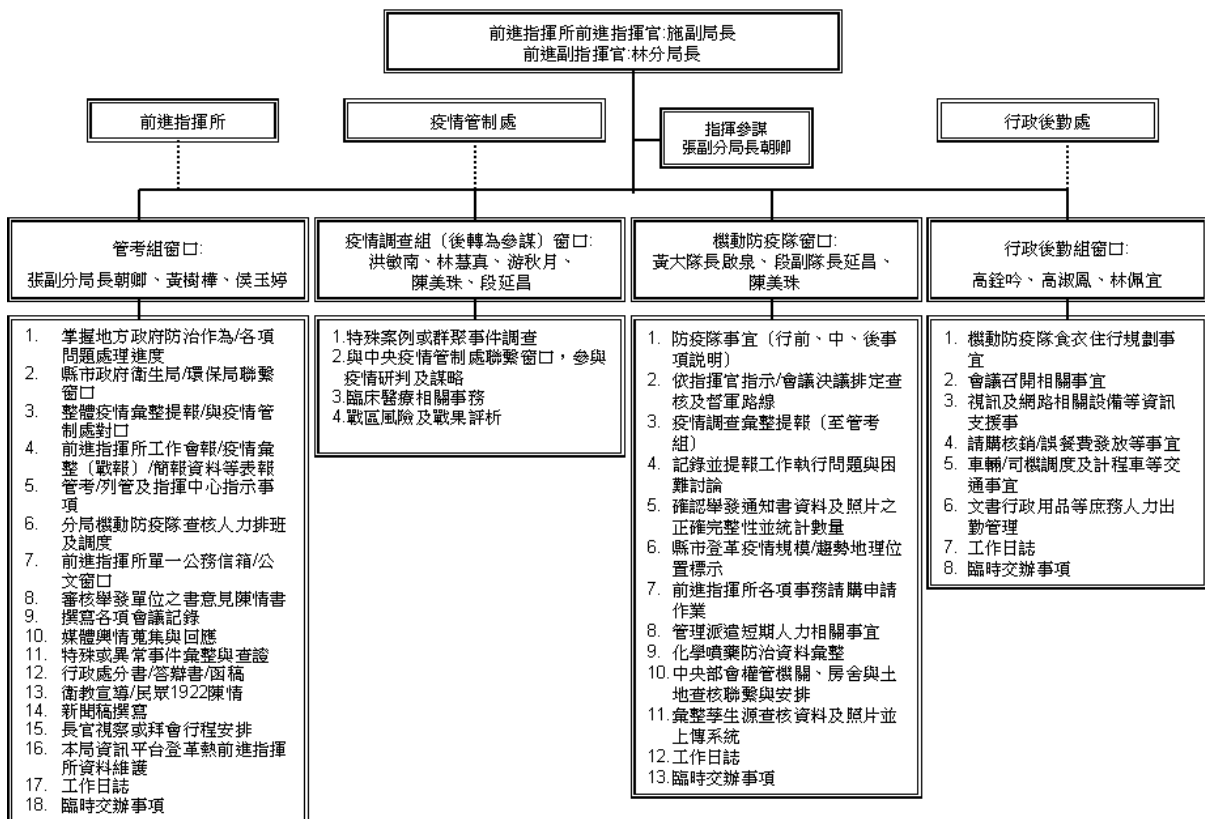 前進指揮所前進指揮官:施副局長
前進副指揮官:林分局長
前進指揮所
疫情管制處
指揮參謀
張副分局長朝卿
行政後勤處
管考組窗口:
張副分局長朝卿、黃樹樺、侯玉婷
疫情調查組〔後轉為參謀〕窗口:
洪敏南、林慧真、游秋月、
陳美珠、段延昌
機動防疫隊窗口:
黃大隊長啟泉、段副隊長延昌、
陳美珠
行政後勤組窗口:
高銓吟、高淑鳳、林佩宜
1. 掌握地方政府防治作為/各項
問題處理進度
2. 縣市政府衛生局/環保局聯繫
窗口
3. 整體疫情彙整提報/與疫情管
制處對口
4. 前進指揮所工作會報/疫情彙
整〔戰報〕/簡報資料等表報
5. 管考/列管及指揮中心指示事
項
6. 分局機動防疫隊查核人力排班
及調度
7. 前進指揮所單一公務信箱/公
文窗口
8. 審核舉發單位之書意見陳情書
9. 撰寫各項會議記錄
10. 媒體輿情蒐集與回應
11. 特殊或異常事件彙整與查證
12. 行政處分書/答辯書/函稿
13. 衛教宣導/民眾1922陳情
14. 新聞稿撰寫
15. 長官視察或拜會行程安排
16. 本局資訊平台登革熱前進指揮
所資料維護
17. 工作日誌
18. 臨時交辦事項
1.特殊案例或群聚事件調查
2.與中央疫情管制處聯繫窗口，參與
疫情研判及謀略
3.臨床醫療相關事務
4.戰區風險及戰果評析
1. 防疫隊事宜〔行前、中、後事
項說明〕
2. 依指揮官指示/會議決議排定查
核及督軍路線
3. 疫情調查彙整提報〔至管考
組〕
4. 記錄並提報工作執行問題與困
難討論
5. 確認舉發通知書資料及照片之
正確完整性並統計數量
6. 縣市登革疫情規模/趨勢地理位
置標示
7. 前進指揮所各項事務請購申請
作業
8. 管理派遣短期人力相關事宜
9. 化學噴藥防治資料彙整
10.中央部會權管機關、房舍與土
地查核聯繫與安排
11.彙整孳生源查核資料及照片並
上傳系統
12.工作日誌
13.臨時交辦事項
1. 機動防疫隊食衣住行規劃事
宜
2. 會議召開相關事宜
3. 視訊及網路相關設備等資訊
支援事
4. 請購核銷/誤餐費發放等事宜
5. 車輛/司機調度及計程車等交
通事宜
6. 文書行政用品等庶務人力出
勤管理
7. 工作日誌
8. 臨時交辦事項